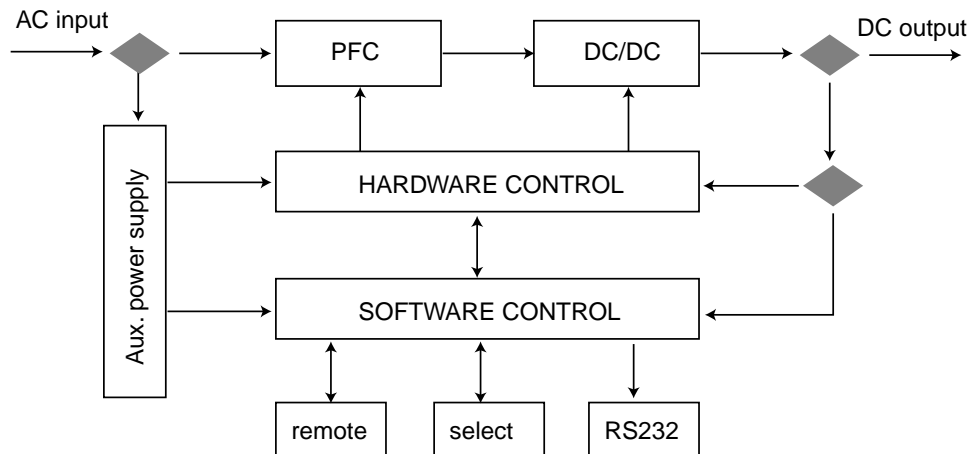 AC input
DC output
PFC
DC/DC
HARDWARE CONTROL
Aux. power supply
SOFTWARE CONTROL
remote
select
RS232